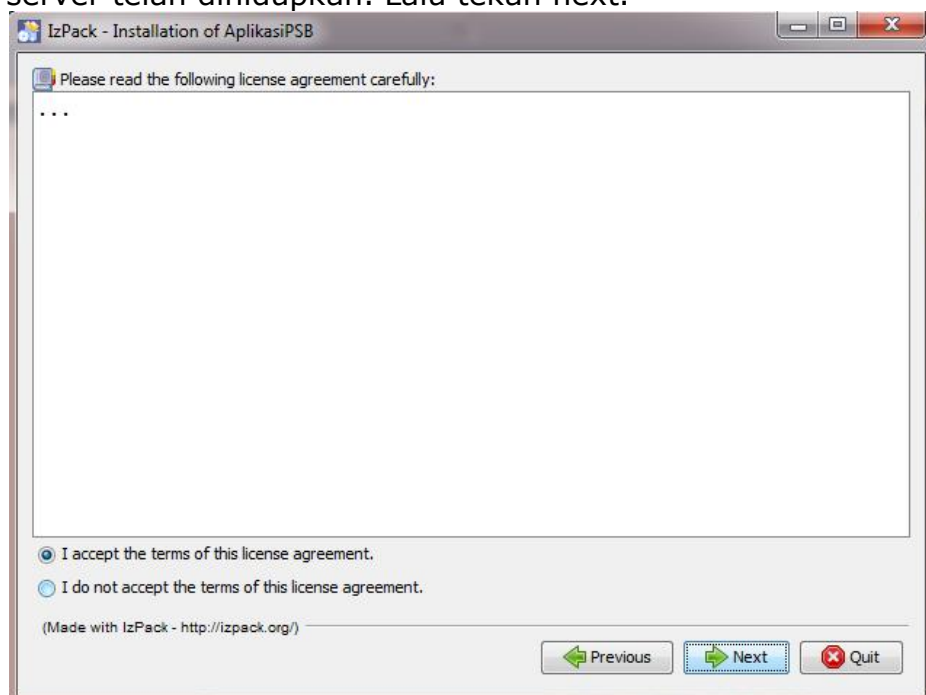 server telah dihidupkan. Lalu tekan next.
IzPack - Installation of AplikasiPSB
Please read the following license agreement carefully:
...
I accept the terms of this license agreement.
I do not accept the terms of this license agreement.
(Made with IzPack - http://izpack.org/)
Previous Next Quit